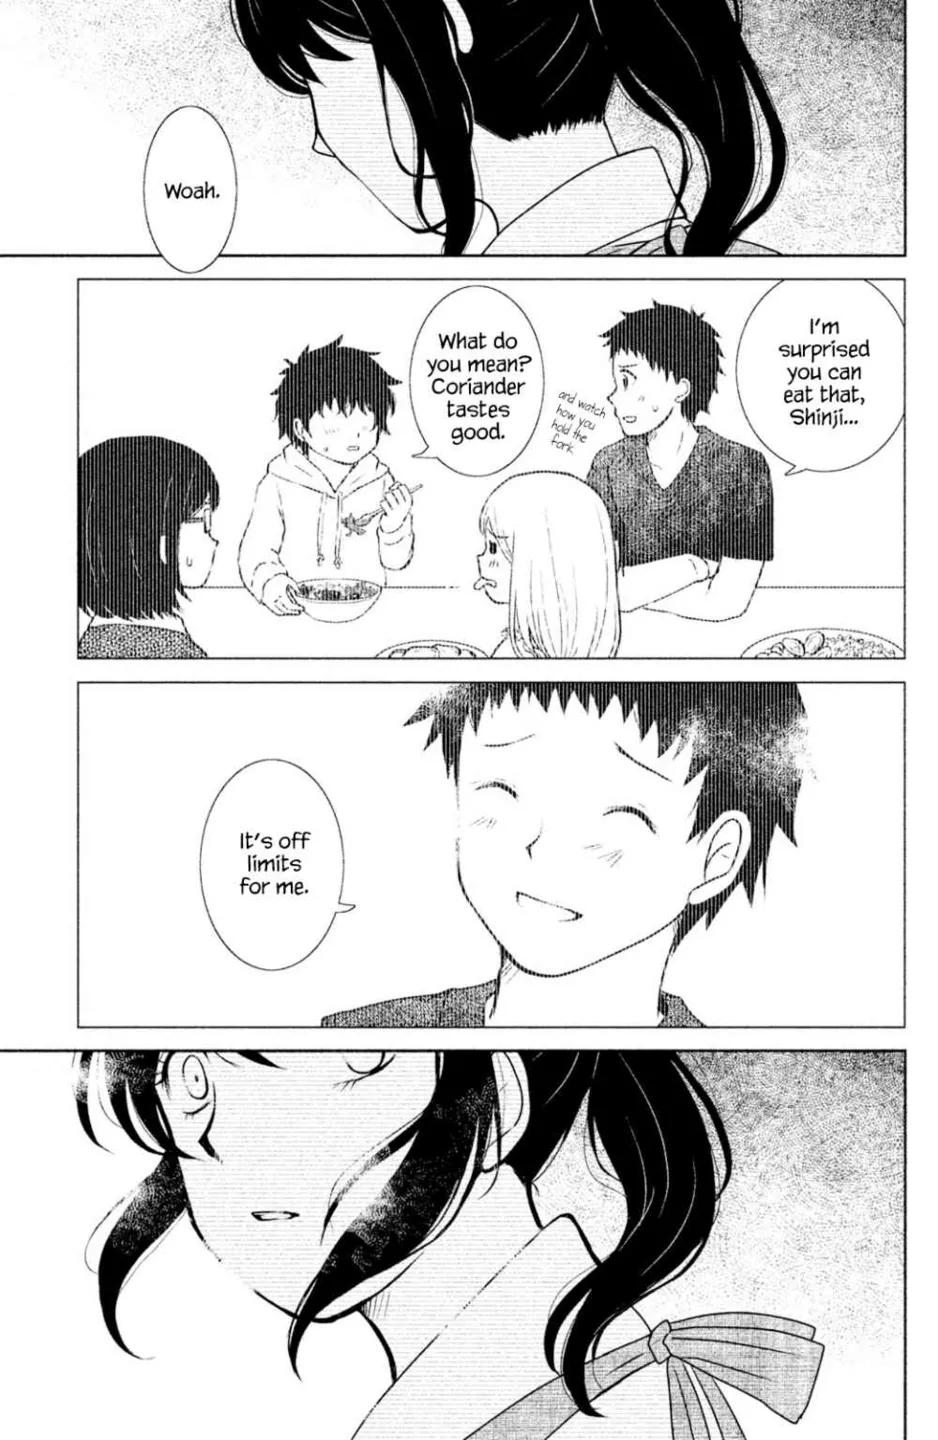 Woah.
I'm
surprised
you can
eat that,
Shinji...
and watch
how you
hold the
fork
What do
you mean?
Coriander
tastes
good.
It's off
limits
for me.